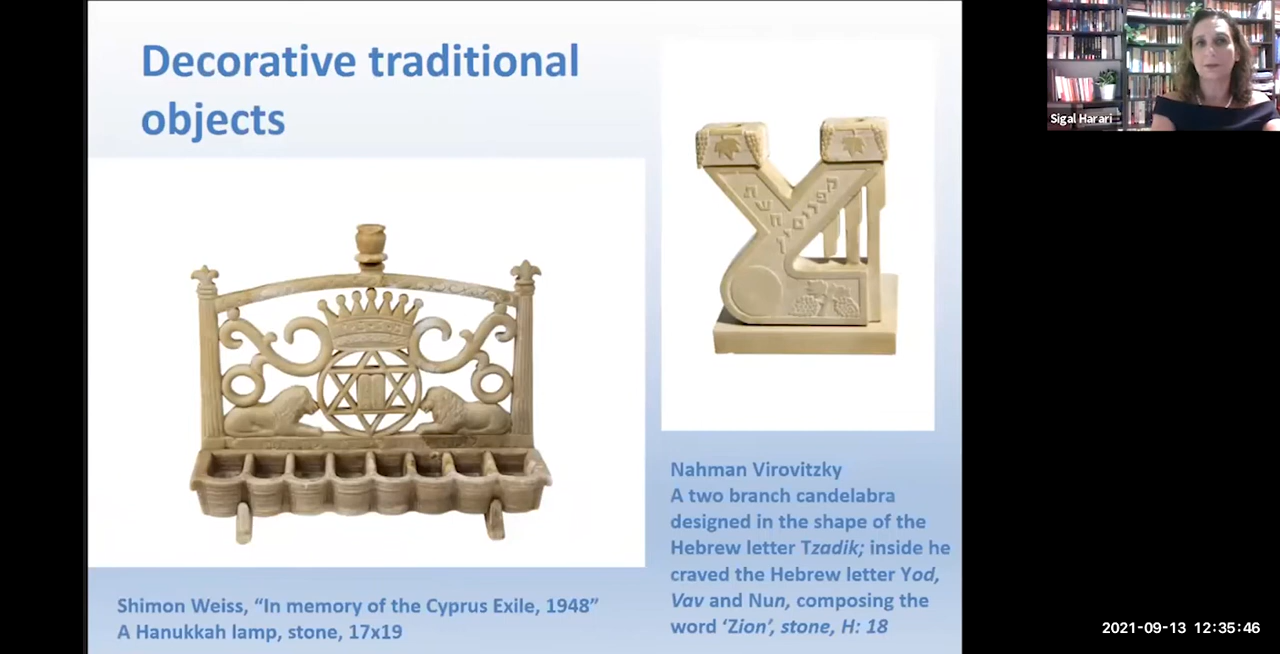 Decorative traditional
objects
Sigal Harari
Nahman Virovitzky
A two branch candelabra
designed in the shape of the
Hebrew letter Tzadik; inside he
craved the Hebrew letter Yod,
Vav and Nun, composing the
word ‘Zion’, stone, H: 18
Shimon Weiss, “In memory of the Cyprus Exile, 1948”
A Hanukkah lamp, stone, 17x19
2021-09-13 12:35:46